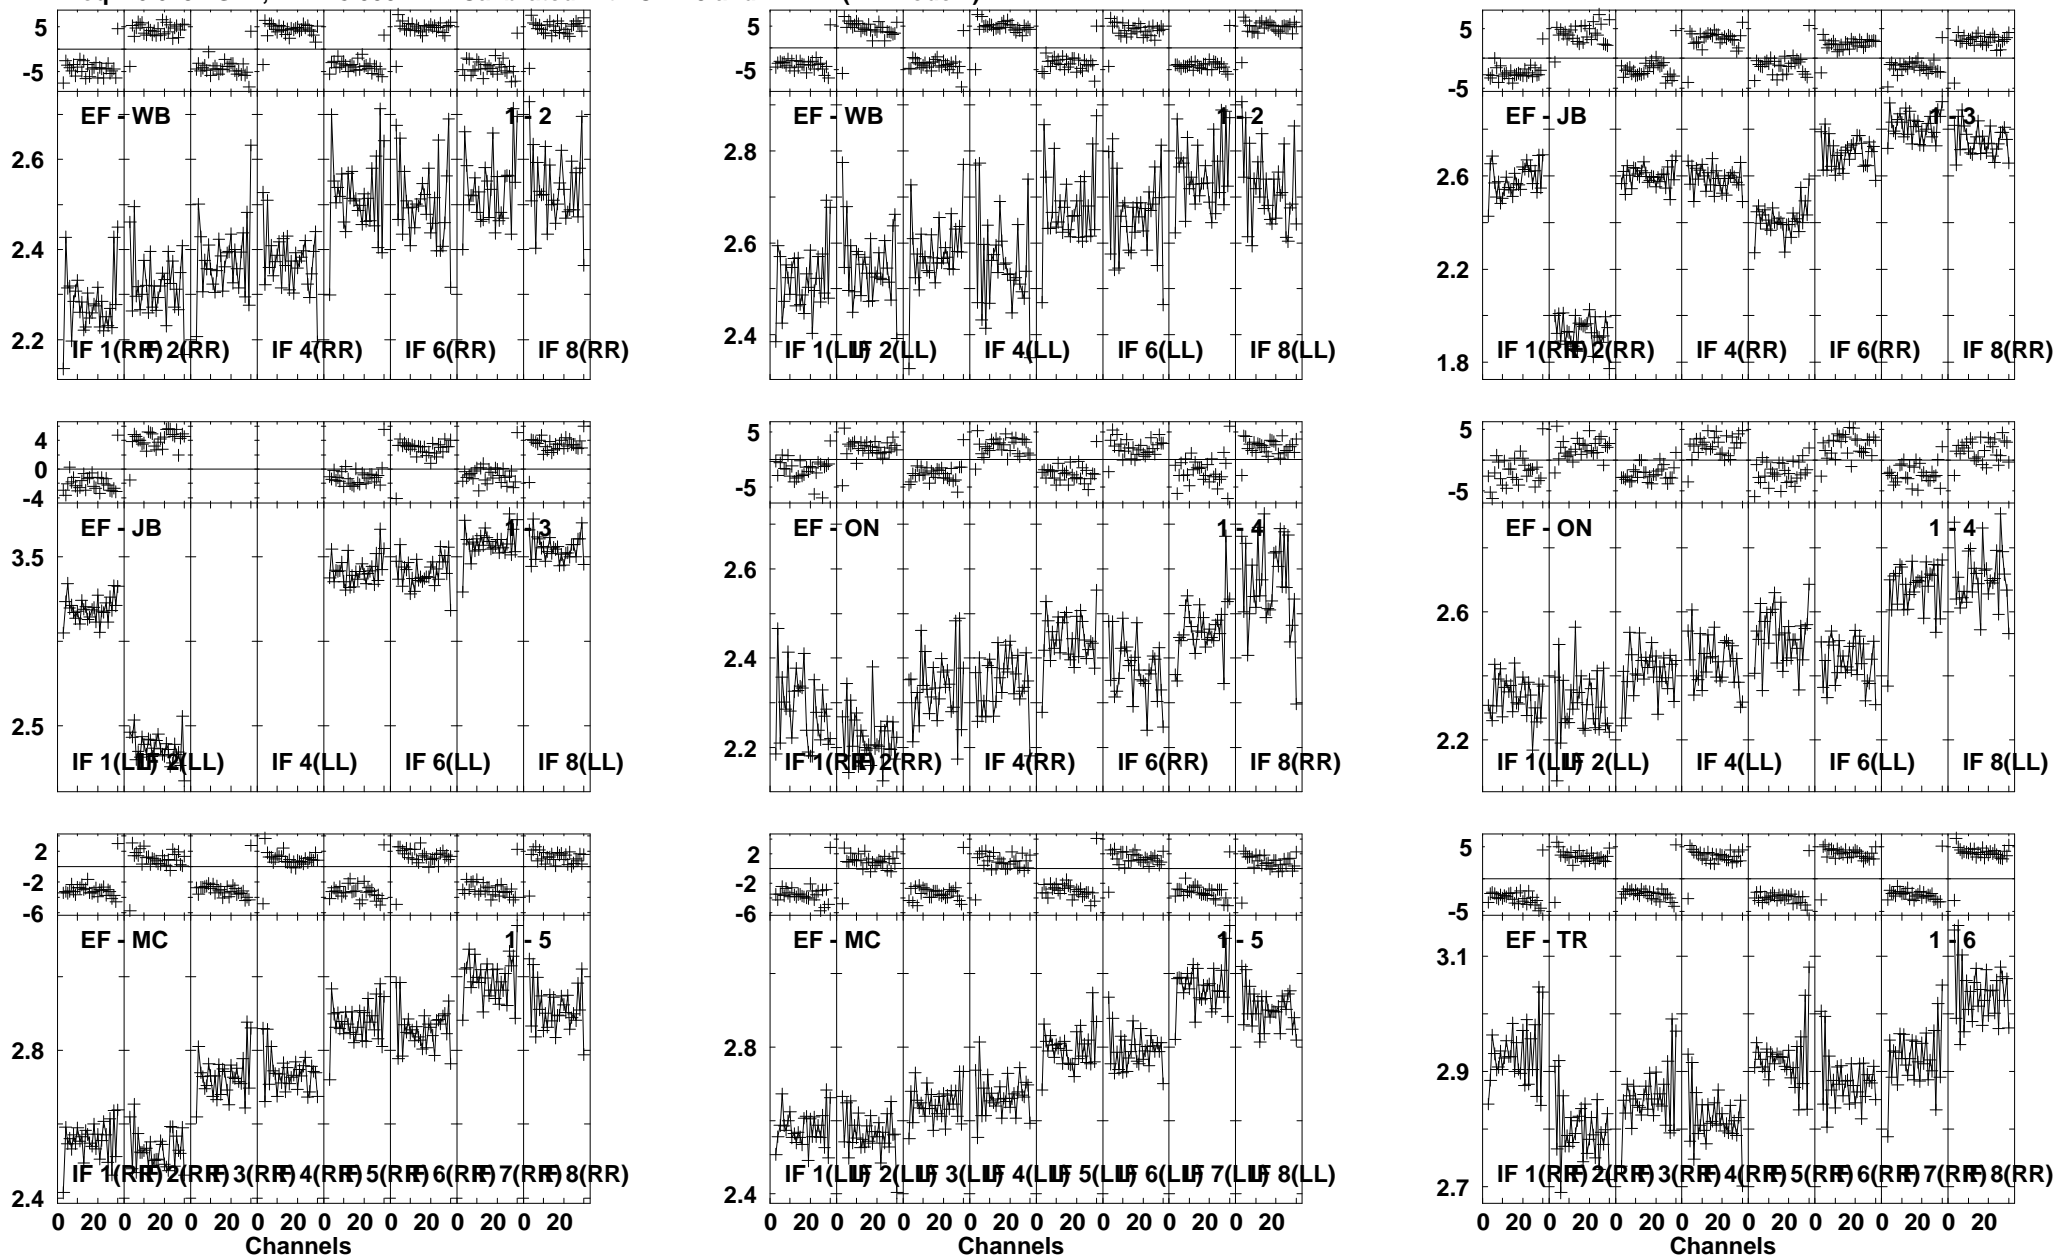 5
-5
EF - WB
1 - 2
2.6
2.4
2.2
IF 1(RR)
IF 2(RR)
IF 4(RR)
IF 6(RR)
IF 8(RR)
5
-5
EF - WB
1 - 2
2.8
2.6
2.4
IF 1(LL)
IF 2(LL)
IF 4(LL)
IF 6(LL)
IF 8(LL)
5
-5
EF - JB
1 - 3
2.6
2.2
1.8
IF 1(RR)
IF 2(RR)
IF 4(RR)
IF 6(RR)
IF 8(RR)
4
0
-4
EF - JB
1 - 3
3.5
2.5
IF 1(LL)
IF 2(LL)
IF 4(LL)
IF 6(LL)
IF 8(LL)
5
-5
EF - ON
1 - 4
2.6
2.4
2.2
IF 1(RR)
IF 2(RR)
IF 4(RR)
IF 6(RR)
IF 8(RR)
5
-5
EF - ON
1 - 4
2.6
2.2
IF 1(LL)
IF 2(LL)
IF 4(LL)
IF 6(LL)
IF 8(LL)
2
-2
-6
EF - MC
1 - 5
2.8
2.4
IF 1(RR)
IF 2(RR)
IF 3(RR)
IF 4(RR)
IF 5(RR)
IF 6(RR)
IF 7(RR)
IF 8(RR)
0 20 0 20 0 20 0 20 0 20 0 20 0 20 0 20
Channels
2
-2
-6
EF - MC
1 - 5
2.8
2.4
IF 1(LL)
IF 2(LL)
IF 3(LL)
IF 4(LL)
IF 5(LL)
IF 6(LL)
IF 7(LL)
IF 8(LL)
0 20 0 20 0 20 0 20 0 20 0 20 0 20 0 20
Channels
5
-5
EF - TR
1 - 6
3.1
2.9
2.7
IF 1(RR)
IF 2(RR)
IF 3(RR)
IF 4(RR)
IF 5(RR)
IF 6(RR)
IF 7(RR)
IF 8(RR)
0 20 0 20 0 20 0 20 0 20 0 20 0 20 0 20
Channels